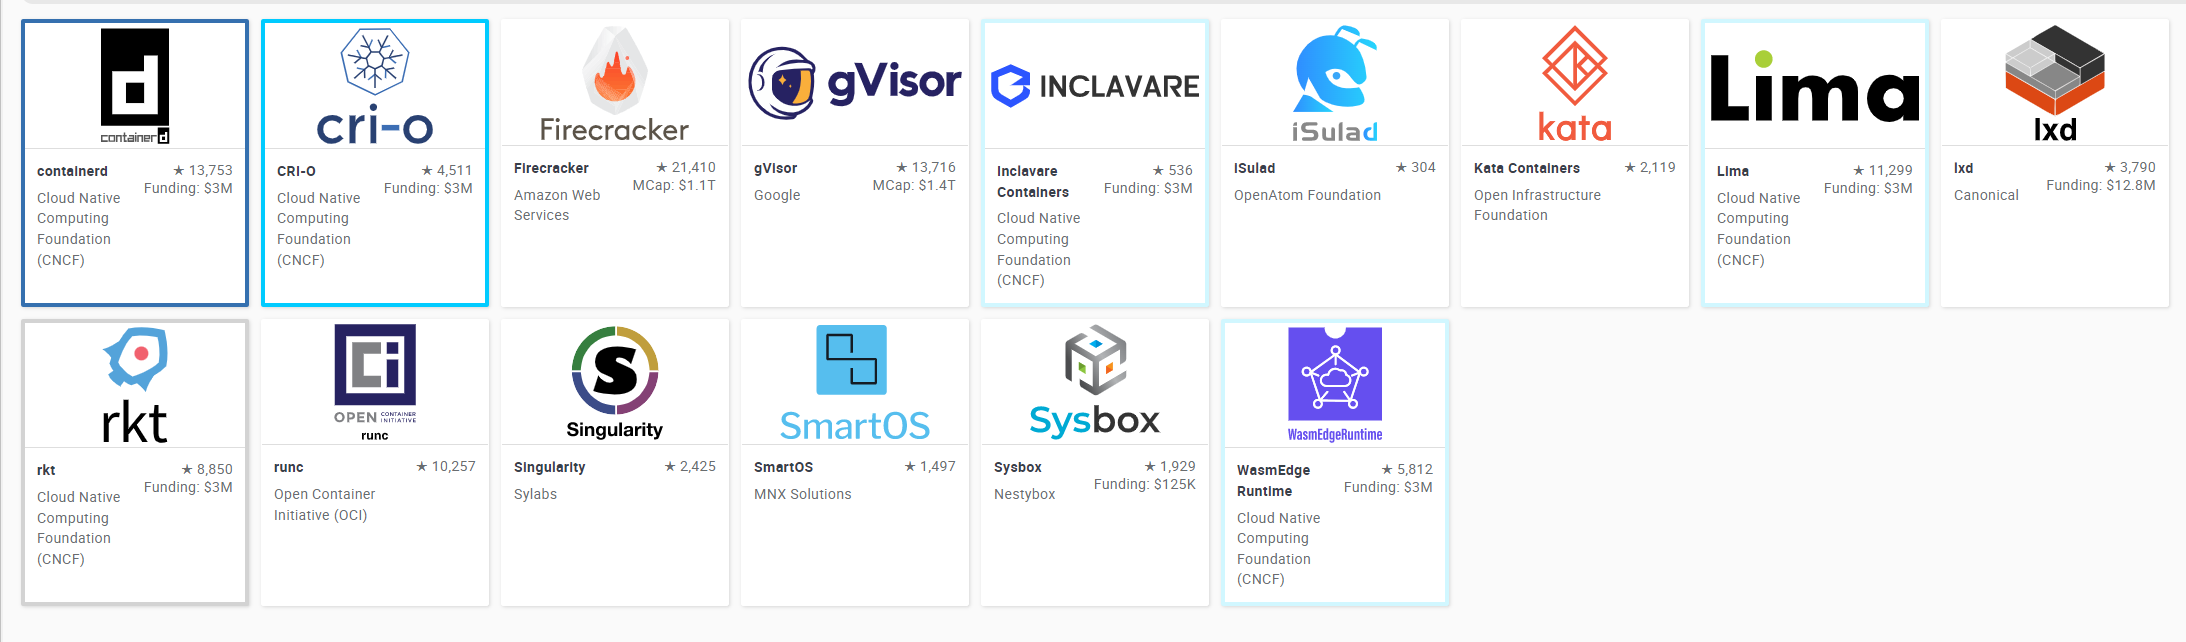 containerd
containerd
★ 13,753
Funding: $3M
Cloud Native
Computing
Foundation
(CNCF)
cri-o
CRI-O
★ 4,511
Funding: $3M
Cloud Native
Computing
Foundation
(CNCF)
Firecracker
Firecracker
★ 21,410
MCap: $1.1T
Amazon Web
Services
gVisor
gVisor
★ 13,716
MCap: $1.4T
Google
INCLAVARE
Inclavare
Containers
★ 536
Funding: $3M
Cloud Native
Computing
Foundation
(CNCF)
iSulad
iSulad
★ 304
OpenAtom Foundation
kata
Kata Containers
★ 2,119
Open Infrastructure
Foundation
Lima
Lima
★ 11,299
Funding: $3M
Cloud Native
Computing
Foundation
(CNCF)
lxd
lxd
★ 3,790
Funding: $12.8M
Canonical
rkt
rkt
★ 8,850
Funding: $3M
Cloud Native
Computing
Foundation
(CNCF)
OPEN CONTAINER INITIATIVE
runc
runc
★ 10,257
Open Container
Initiative (OCI)
S
Singularity
Singularity
★ 2,425
Sylabs
SmartOS
SmartOS
★ 1,497
MNX Solutions
Sysbox
Sysbox
★ 1,929
Funding: $125K
Nestybox
WasmEdgeRuntime
WasmEdge
Runtime
★ 5,812
Funding: $3M
Cloud Native
Computing
Foundation
(CNCF)